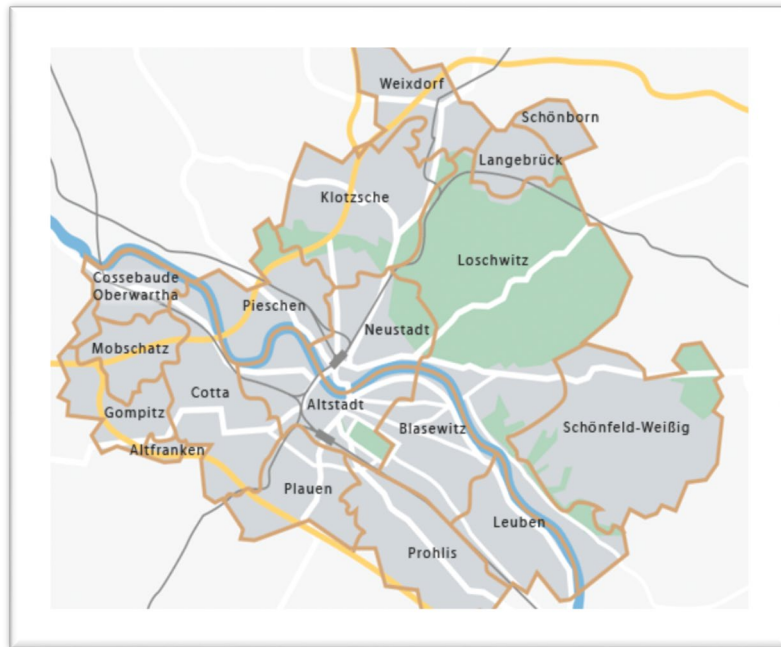 Weixdorf
Schönborn
Langebrück
Klotzsche
Loschwitz
Cossebaude
Oberwartha
Pieschen
Neustadt
Mobschatz
Cotta
Altstadt
Gompitz
Blasewitz
Schönfeld-Weißig
Altfranken
Plauen
Leuben
Prohlis